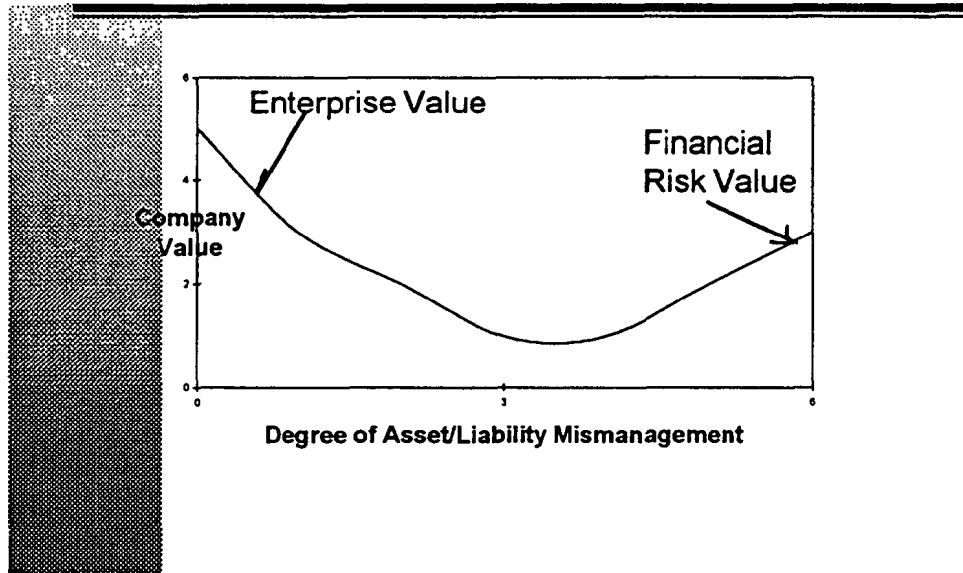 6
Enterprise Value
Financial
Risk Value
4
Company
Value
2
0
0
3
6
Degree of Asset/Liability Mismanagement